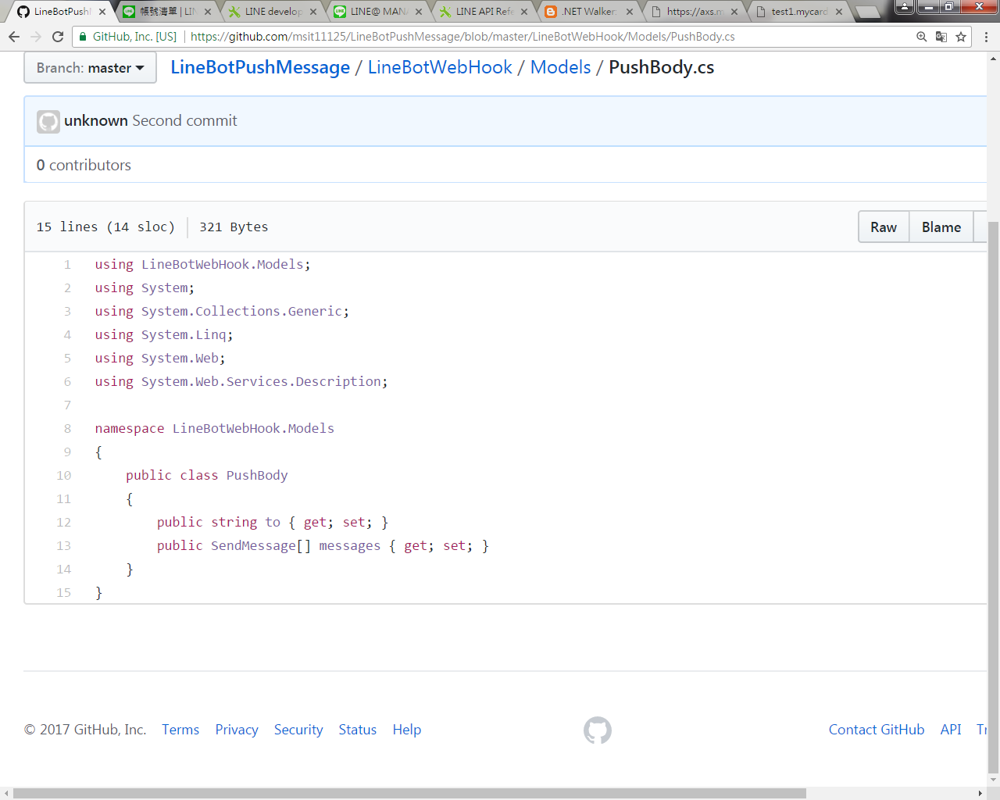 LineBotPush
帳號清單 | LIN
LINE develop
LINE@ MAN
LINE API Refe
.NET Walker
https://axs.m
test1.mycard
GitHub, Inc. [US]
https://github.com/msit11125/LineBotPushMessage/blob/master/LineBotWebHook/Models/PushBody.cs
Branch: master
LineBotPushMessage / LineBotWebHook / Models / PushBody.cs
unknown Second commit
0 contributors
15 lines (14 sloc) 321 Bytes
Raw Blame
1 using LineBotWebHook.Models;
2 using System;
3 using System.Collections.Generic;
4 using System.Linq;
5 using System.Web;
6 using System.Web.Services.Description;
7
8 namespace LineBotWebHook.Models
9 {
10 public class PushBody
11 {
12 public string to { get; set; }
13 public SendMessage[] messages { get; set; }
14 }
15 }
© 2017 GitHub, Inc. Terms Privacy Security Status Help
Contact GitHub API